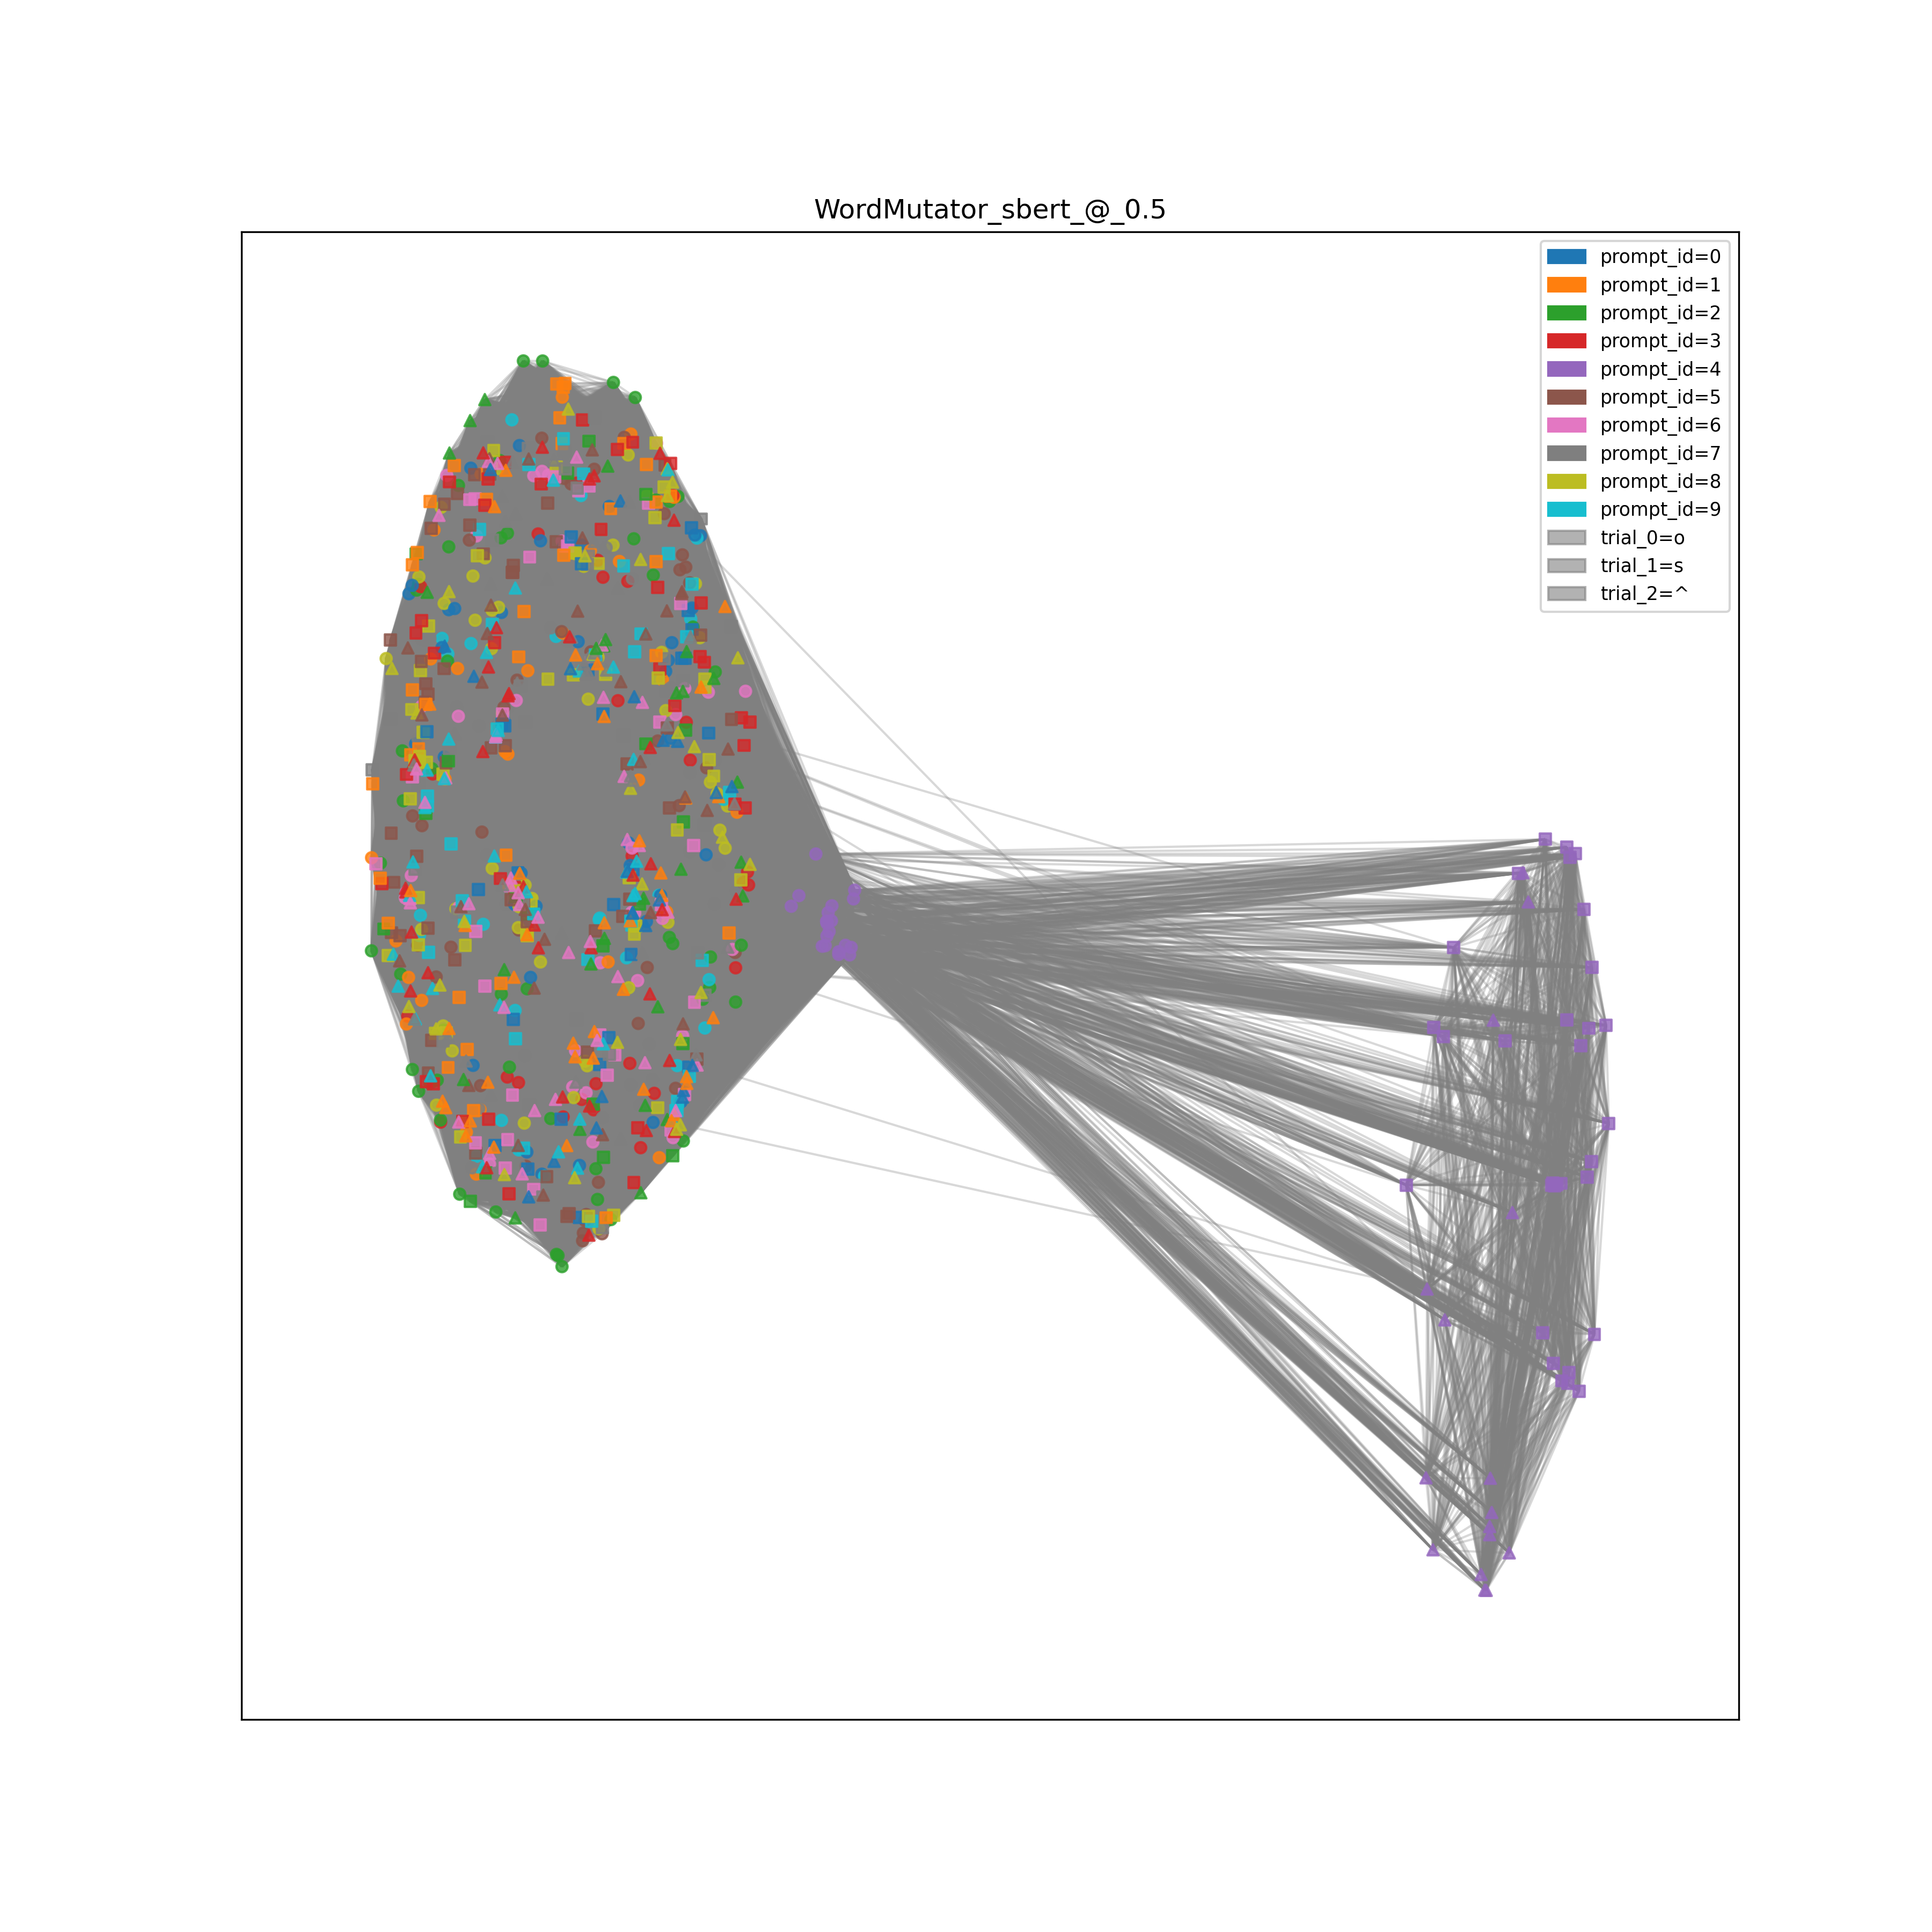 WordMutator_sbert_@_0.5
prompt_id=0
prompt_id=1
prompt_id=2
prompt_id=3
prompt_id=4
prompt_id=5
prompt_id=6
prompt_id=7
prompt_id=8
prompt_id=9
trial_0=o
trial_1=s
trial_2=^